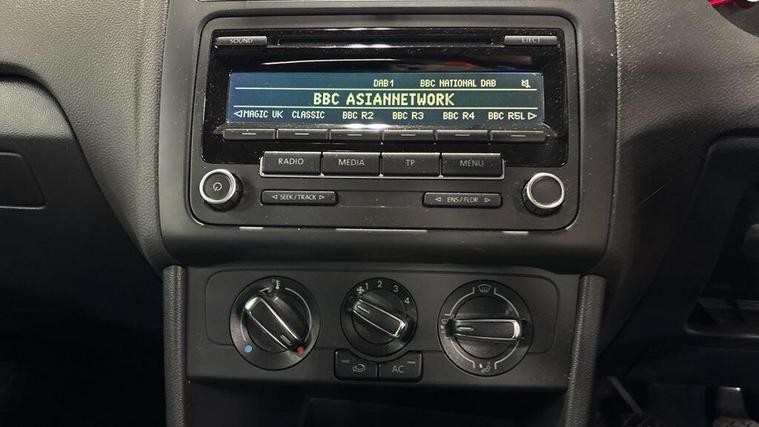 SOUND EJECT
DAB1 BBC NATIONAL DAB
BBC ASIANNETWORK
MAGIC UK CLASSIC BBC R2 BBC R3 BBC R4 BBC R5L
RADIO MEDIA TP MENU
SEEK/TRACK ENS/FLDR
1 2 3 4
AC